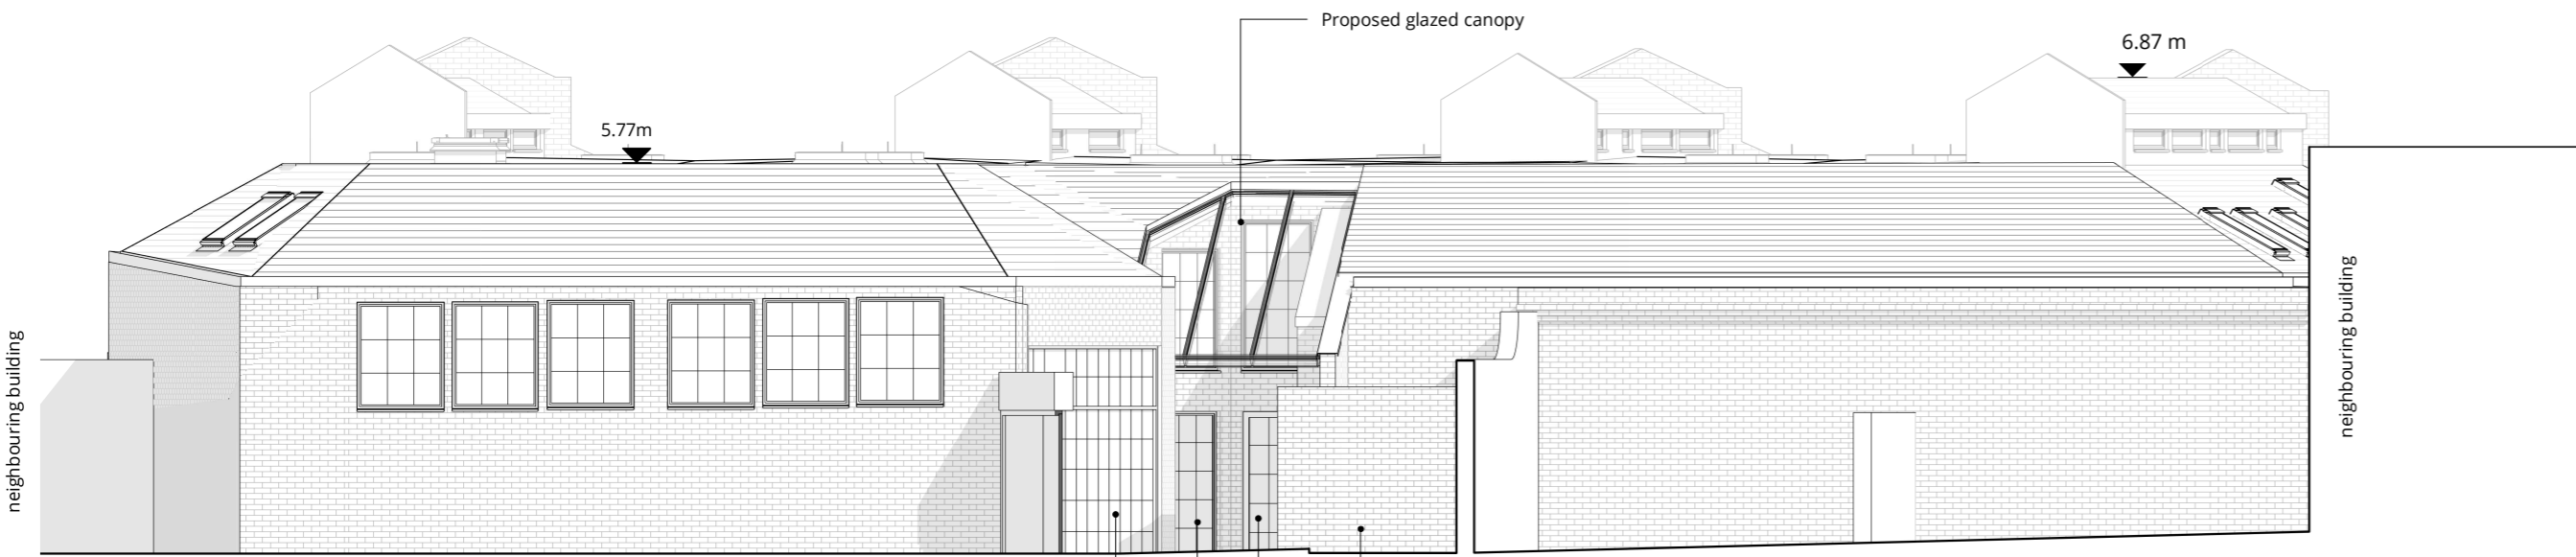 Proposed glazed canopy
6.87 m
5.77m
neighbouring building
neighbouring building